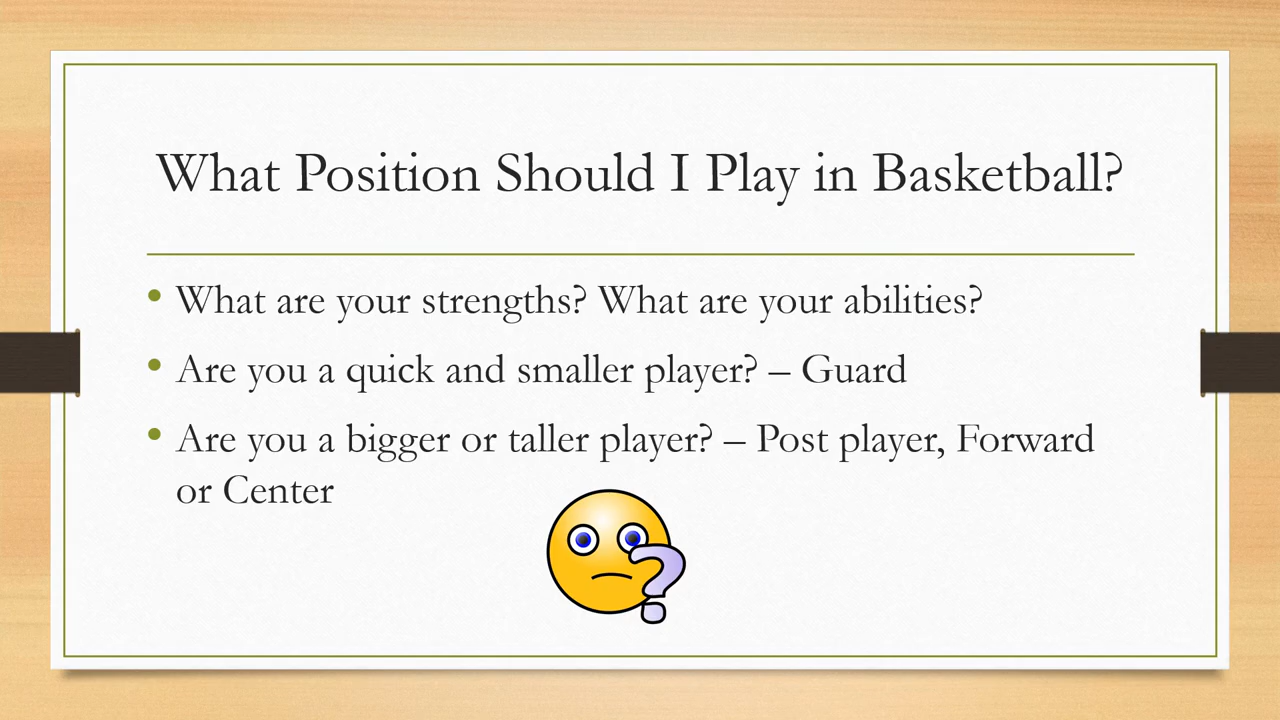 What Position Should I Play in Basketball?
• What are your strengths? What are your abilities?
• Are you a quick and smaller player? – Guard
• Are you a bigger or taller player? – Post player, Forward
or Center
?